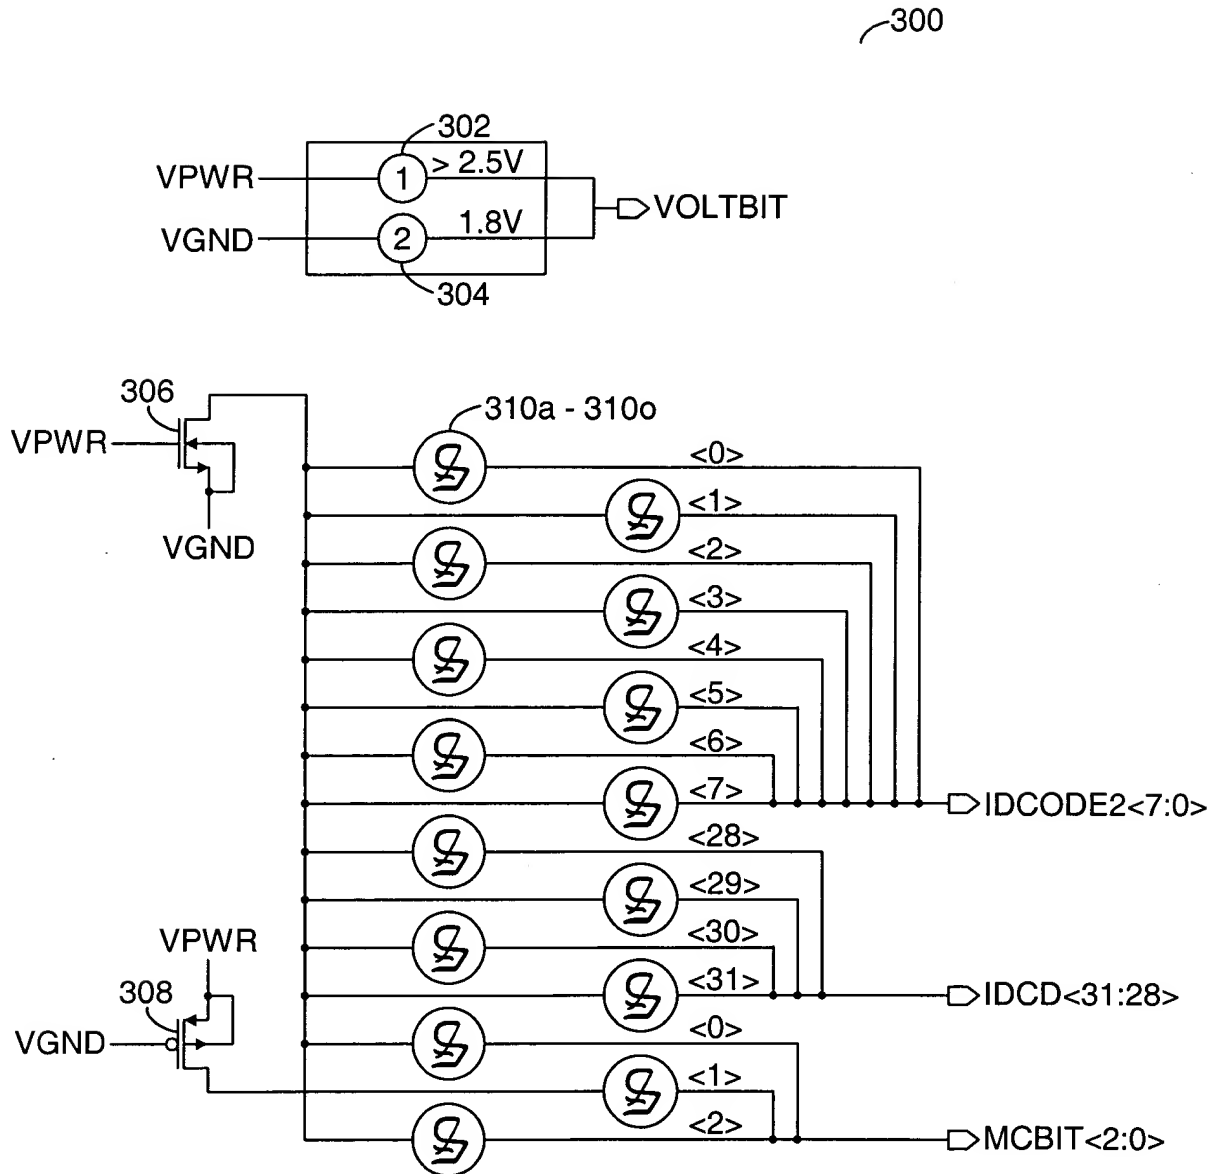 300
302
VPWR 1 > 2.5V
VOLTBIT
VGND 2 1.8V
304
306
310a - 310o
VPWR
<0>
<1>
VGND
<2>
<3>
<4>
<5>
<6>
<7> IDCODE2<7:0>
<28>
<29>
VPWR <30>
308 <31> IDCD<31:28>
VGND <0>
<1>
<2> MCBIT<2:0>